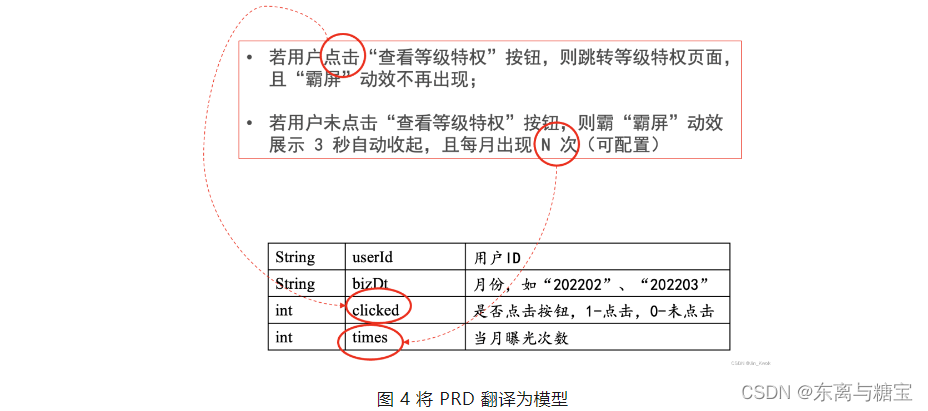 • 若用户点击“查看等级特权”按钮，则跳转等级特权页面，
且“霸屏”动效不再出现；
• 若用户未点击“查看等级特权”按钮，则霸“霸屏”动效
展示 3 秒自动收起，且每月出现 N 次（可配置）
String userId 用户ID
String bizDt 月份，如“202202”、“202203”
int clicked 是否点击按钮，1-点击，0-未点击
int times 当月曝光次数
CSDN @东离与糖宝
图 4 将 PRD 翻译为模型